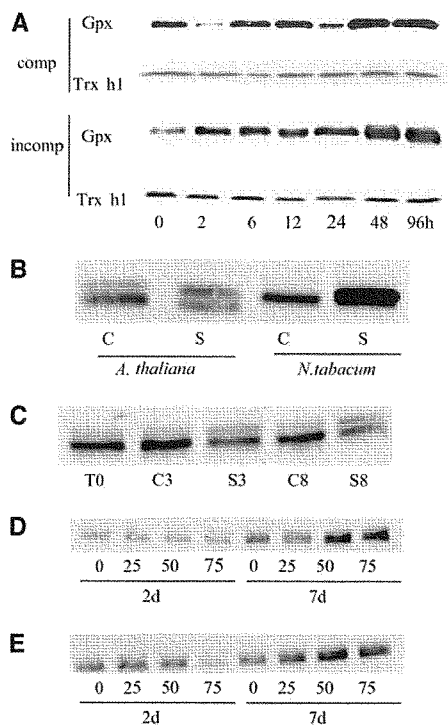 A
Gpx
comp
Trx h1
Gpx
incomp
Trx h1
0 2 6 12 24 48 96h
B
C S C S
A. thaliana N.tabacum
C
T0 C3 S3 C8 S8
D
0 25 50 75 0 25 50 75
2d 7d
E
0 25 50 75 0 25 50 75
2d 7d